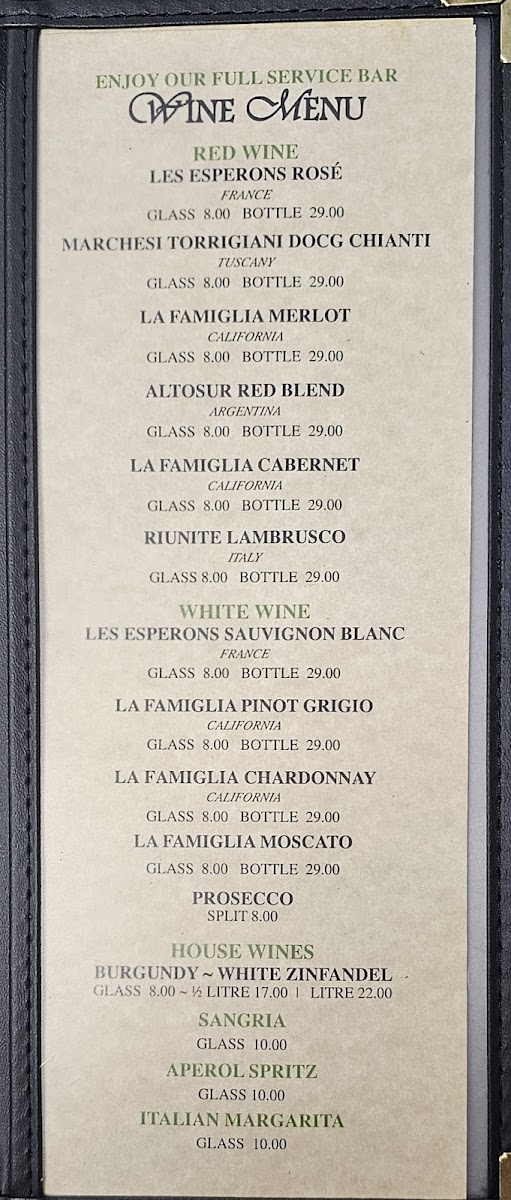 ENJOY OUR FULL SERVICE BAR
WINE MENU
RED WINE
LES ESPERONS ROSÉ
FRANCE
GLASS 8.00 BOTTLE 29.00
MARCHESI TORRIGIANI DOCG CHIANTI
TUSCANY
GLASS 8.00 BOTTLE 29.00
LA FAMIGLIA MERLOT
CALIFORNIA
GLASS 8.00 BOTTLE 29.00
ALTOSUR RED BLEND
ARGENTINA
GLASS 8.00 BOTTLE 29.00
LA FAMIGLIA CABERNET
CALIFORNIA
GLASS 8.00 BOTTLE 29.00
RIUNITE LAMBRUSCO
ITALY
GLASS 8.00 BOTTLE 29.00
WHITE WINE
LES ESPERONS SAUVIGNON BLANC
FRANCE
GLASS 8.00 BOTTLE 29.00
LA FAMIGLIA PINOT GRIGIO
CALIFORNIA
GLASS 8.00 BOTTLE 29.00
LA FAMIGLIA CHARDONNAY
CALIFORNIA
GLASS 8.00 BOTTLE 29.00
LA FAMIGLIA MOSCATO
GLASS 8.00 BOTTLE 29.00
PROSECCO
SPLIT 8.00
HOUSE WINES
BURGUNDY ~ WHITE ZINFANDEL
GLASS 8.00 ~ ½ LITRE 17.00 | LITRE 22.00
SANGRIA
GLASS 10.00
APEROL SPRITZ
GLASS 10.00
ITALIAN MARGARITA
GLASS 10.00